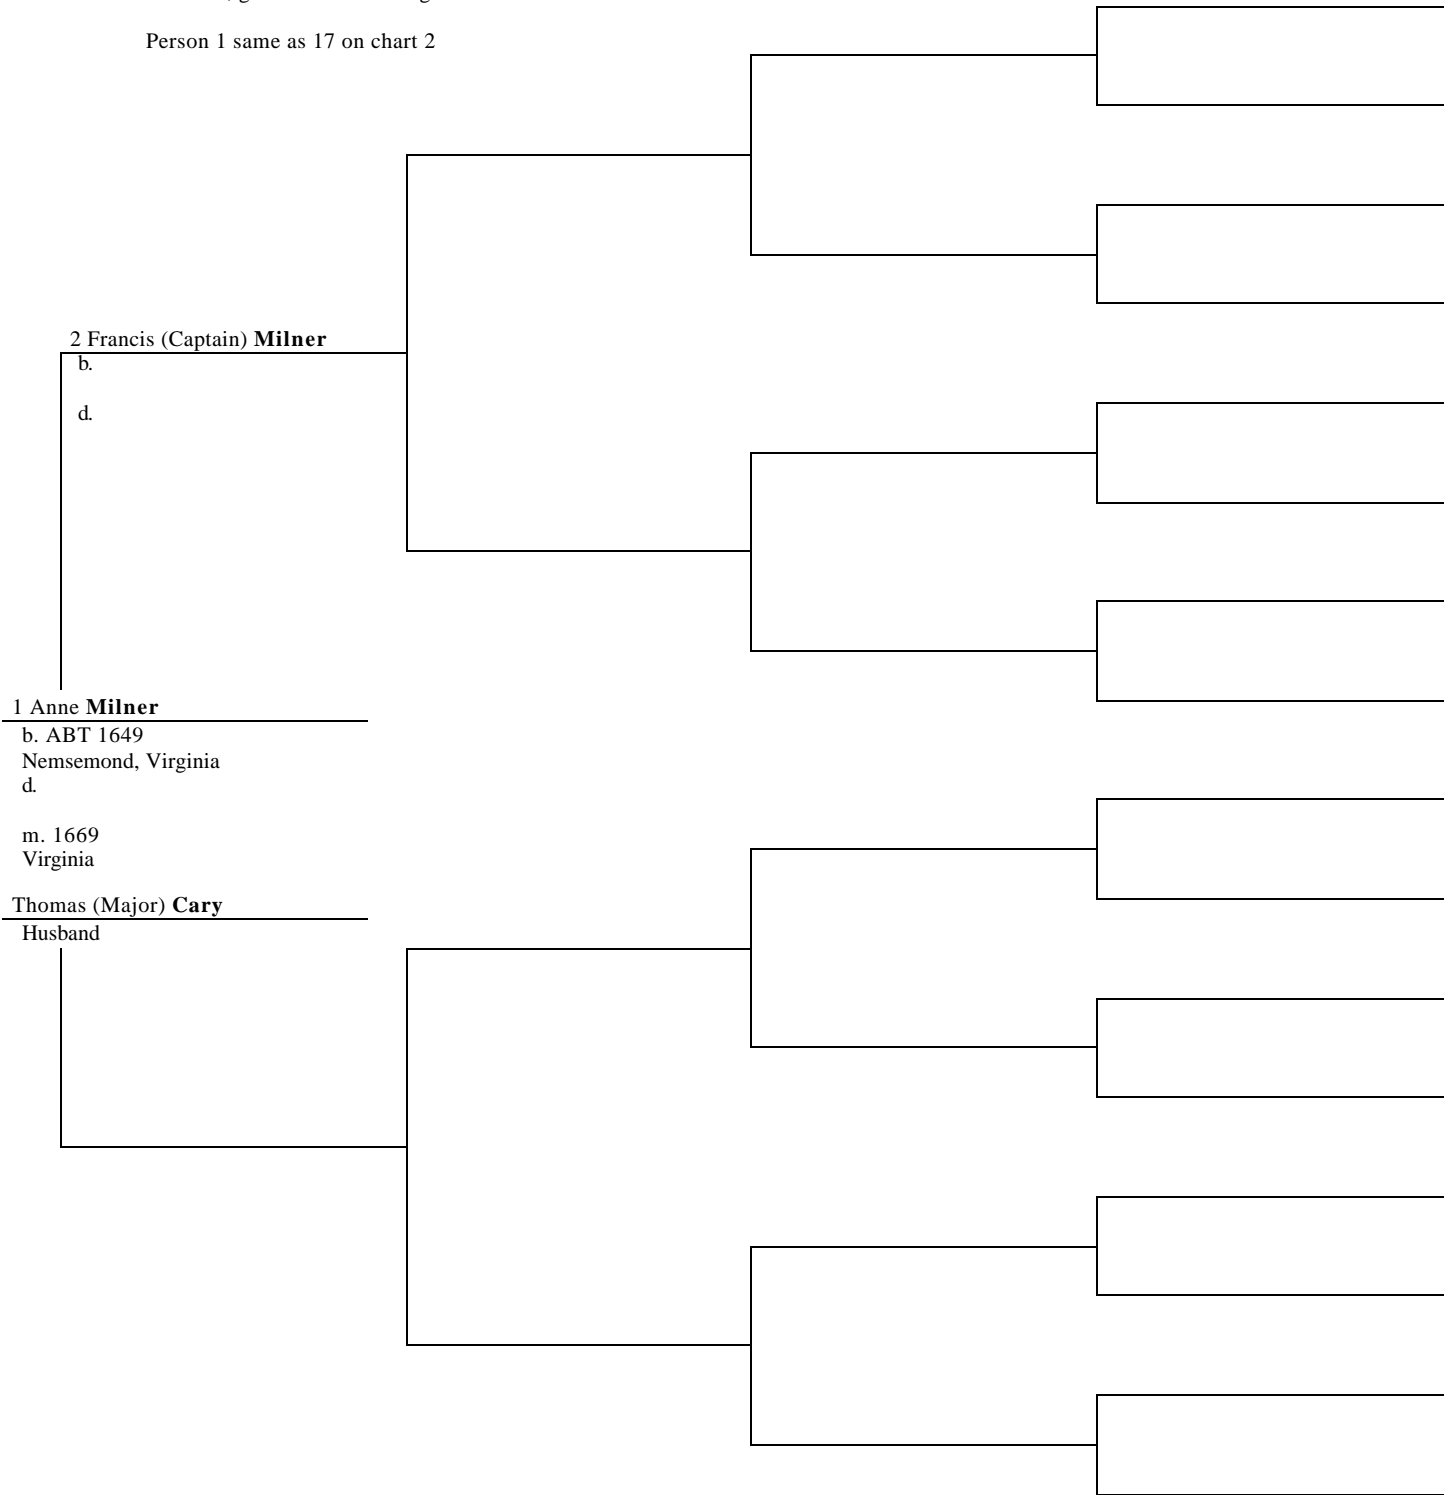 Person 1 same as 17 on chart 2
2 Francis (Captain) Milner
b.
d.
1 Anne Milner
b. ABT 1649
Nemsemond, Virginia
d.
m. 1669
Virginia
Thomas (Major) Cary
Husband